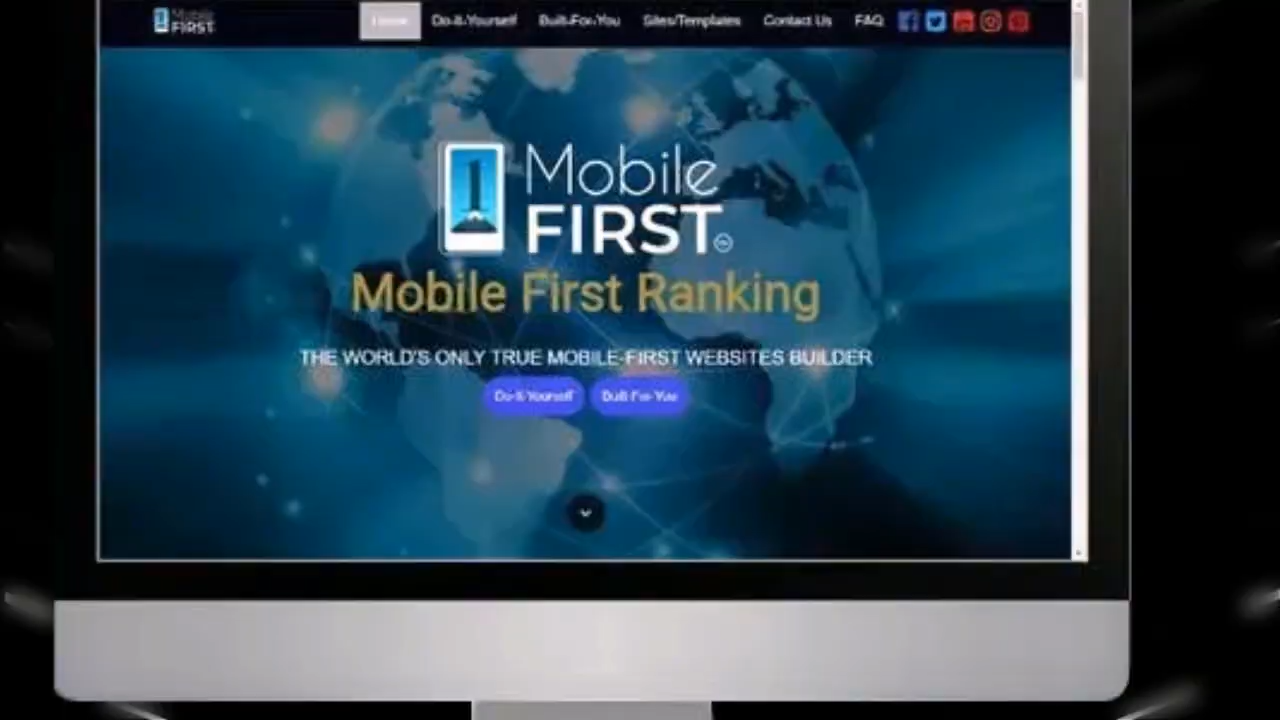 Mobile
FIRST
Home Do-It-Yourself Built-For-You Sites/Templates Contact Us FAQ
Mobile
FIRST
Mobile First Ranking
THE WORLD'S ONLY TRUE MOBILE-FIRST WEBSITES BUILDER
Do-It-Yourself Built-For-You